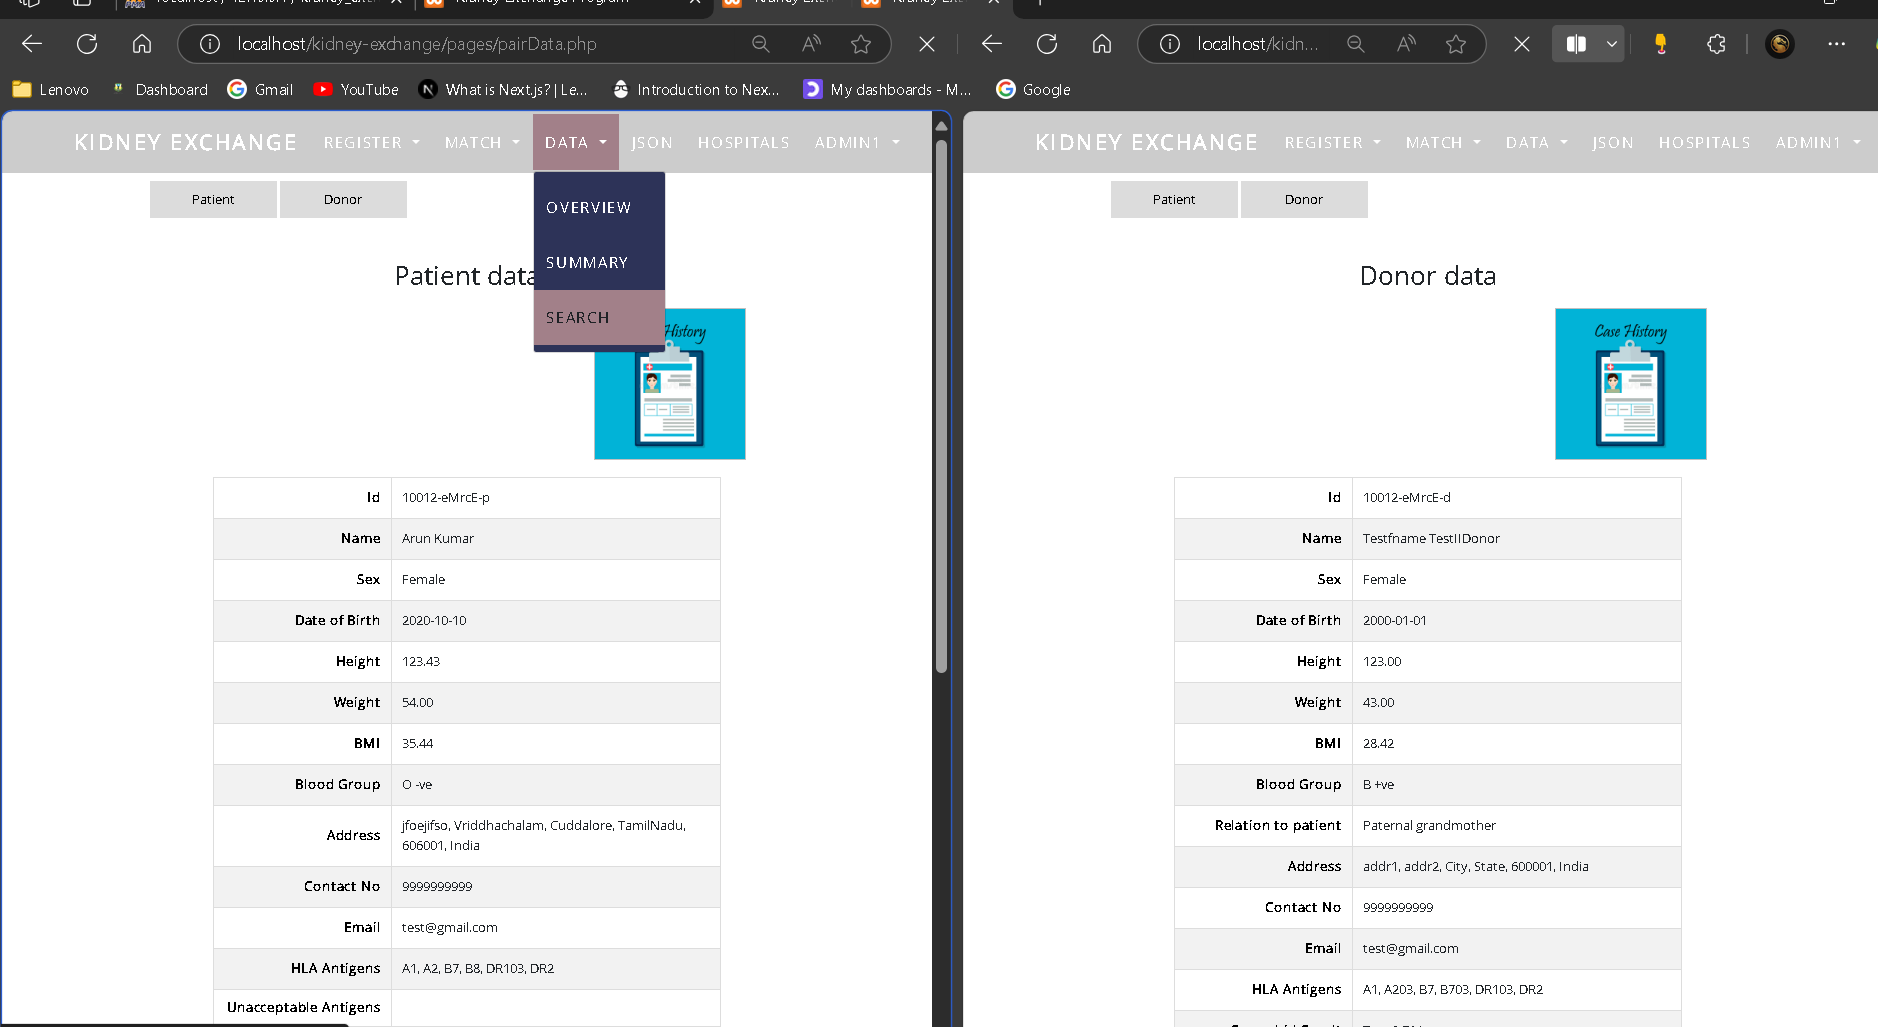 localhost/kidney-exchange/pages/pairData.php
localhost/kidn...
Lenovo
Dashboard
Gmail
YouTube
What is Next.js? | Le...
Introduction to Nex...
My dashboards - M...
Google
KIDNEY EXCHANGE REGISTER MATCH DATA JSON HOSPITALS ADMIN1
Patient Donor
OVERVIEW
SUMMARY
SEARCH
Patient data
History
Id 10012-eMrcE-p
Name Arun Kumar
Sex Female
Date of Birth 2020-10-10
Height 123.43
Weight 54.00
BMI 35.44
Blood Group O -ve
Address jfoejifso, Vriddhachalam, Cuddalore, TamilNadu,
606001, India
Contact No 9999999999
Email test@gmail.com
HLA Antigens A1, A2, B7, B8, DR103, DR2
Unacceptable Antigens
KIDNEY EXCHANGE REGISTER MATCH DATA JSON HOSPITALS ADMIN1
Patient Donor
Donor data
Case History
Id 10012-eMrcE-d
Name Testfname TestllDonor
Sex Female
Date of Birth 2000-01-01
Height 123.00
Weight 43.00
BMI 28.42
Blood Group B +ve
Relation to patient Paternal grandmother
Address addr1, addr2, City, State, 600001, India
Contact No 9999999999
Email test@gmail.com
HLA Antigens A1, A203, B7, B703, DR103, DR2